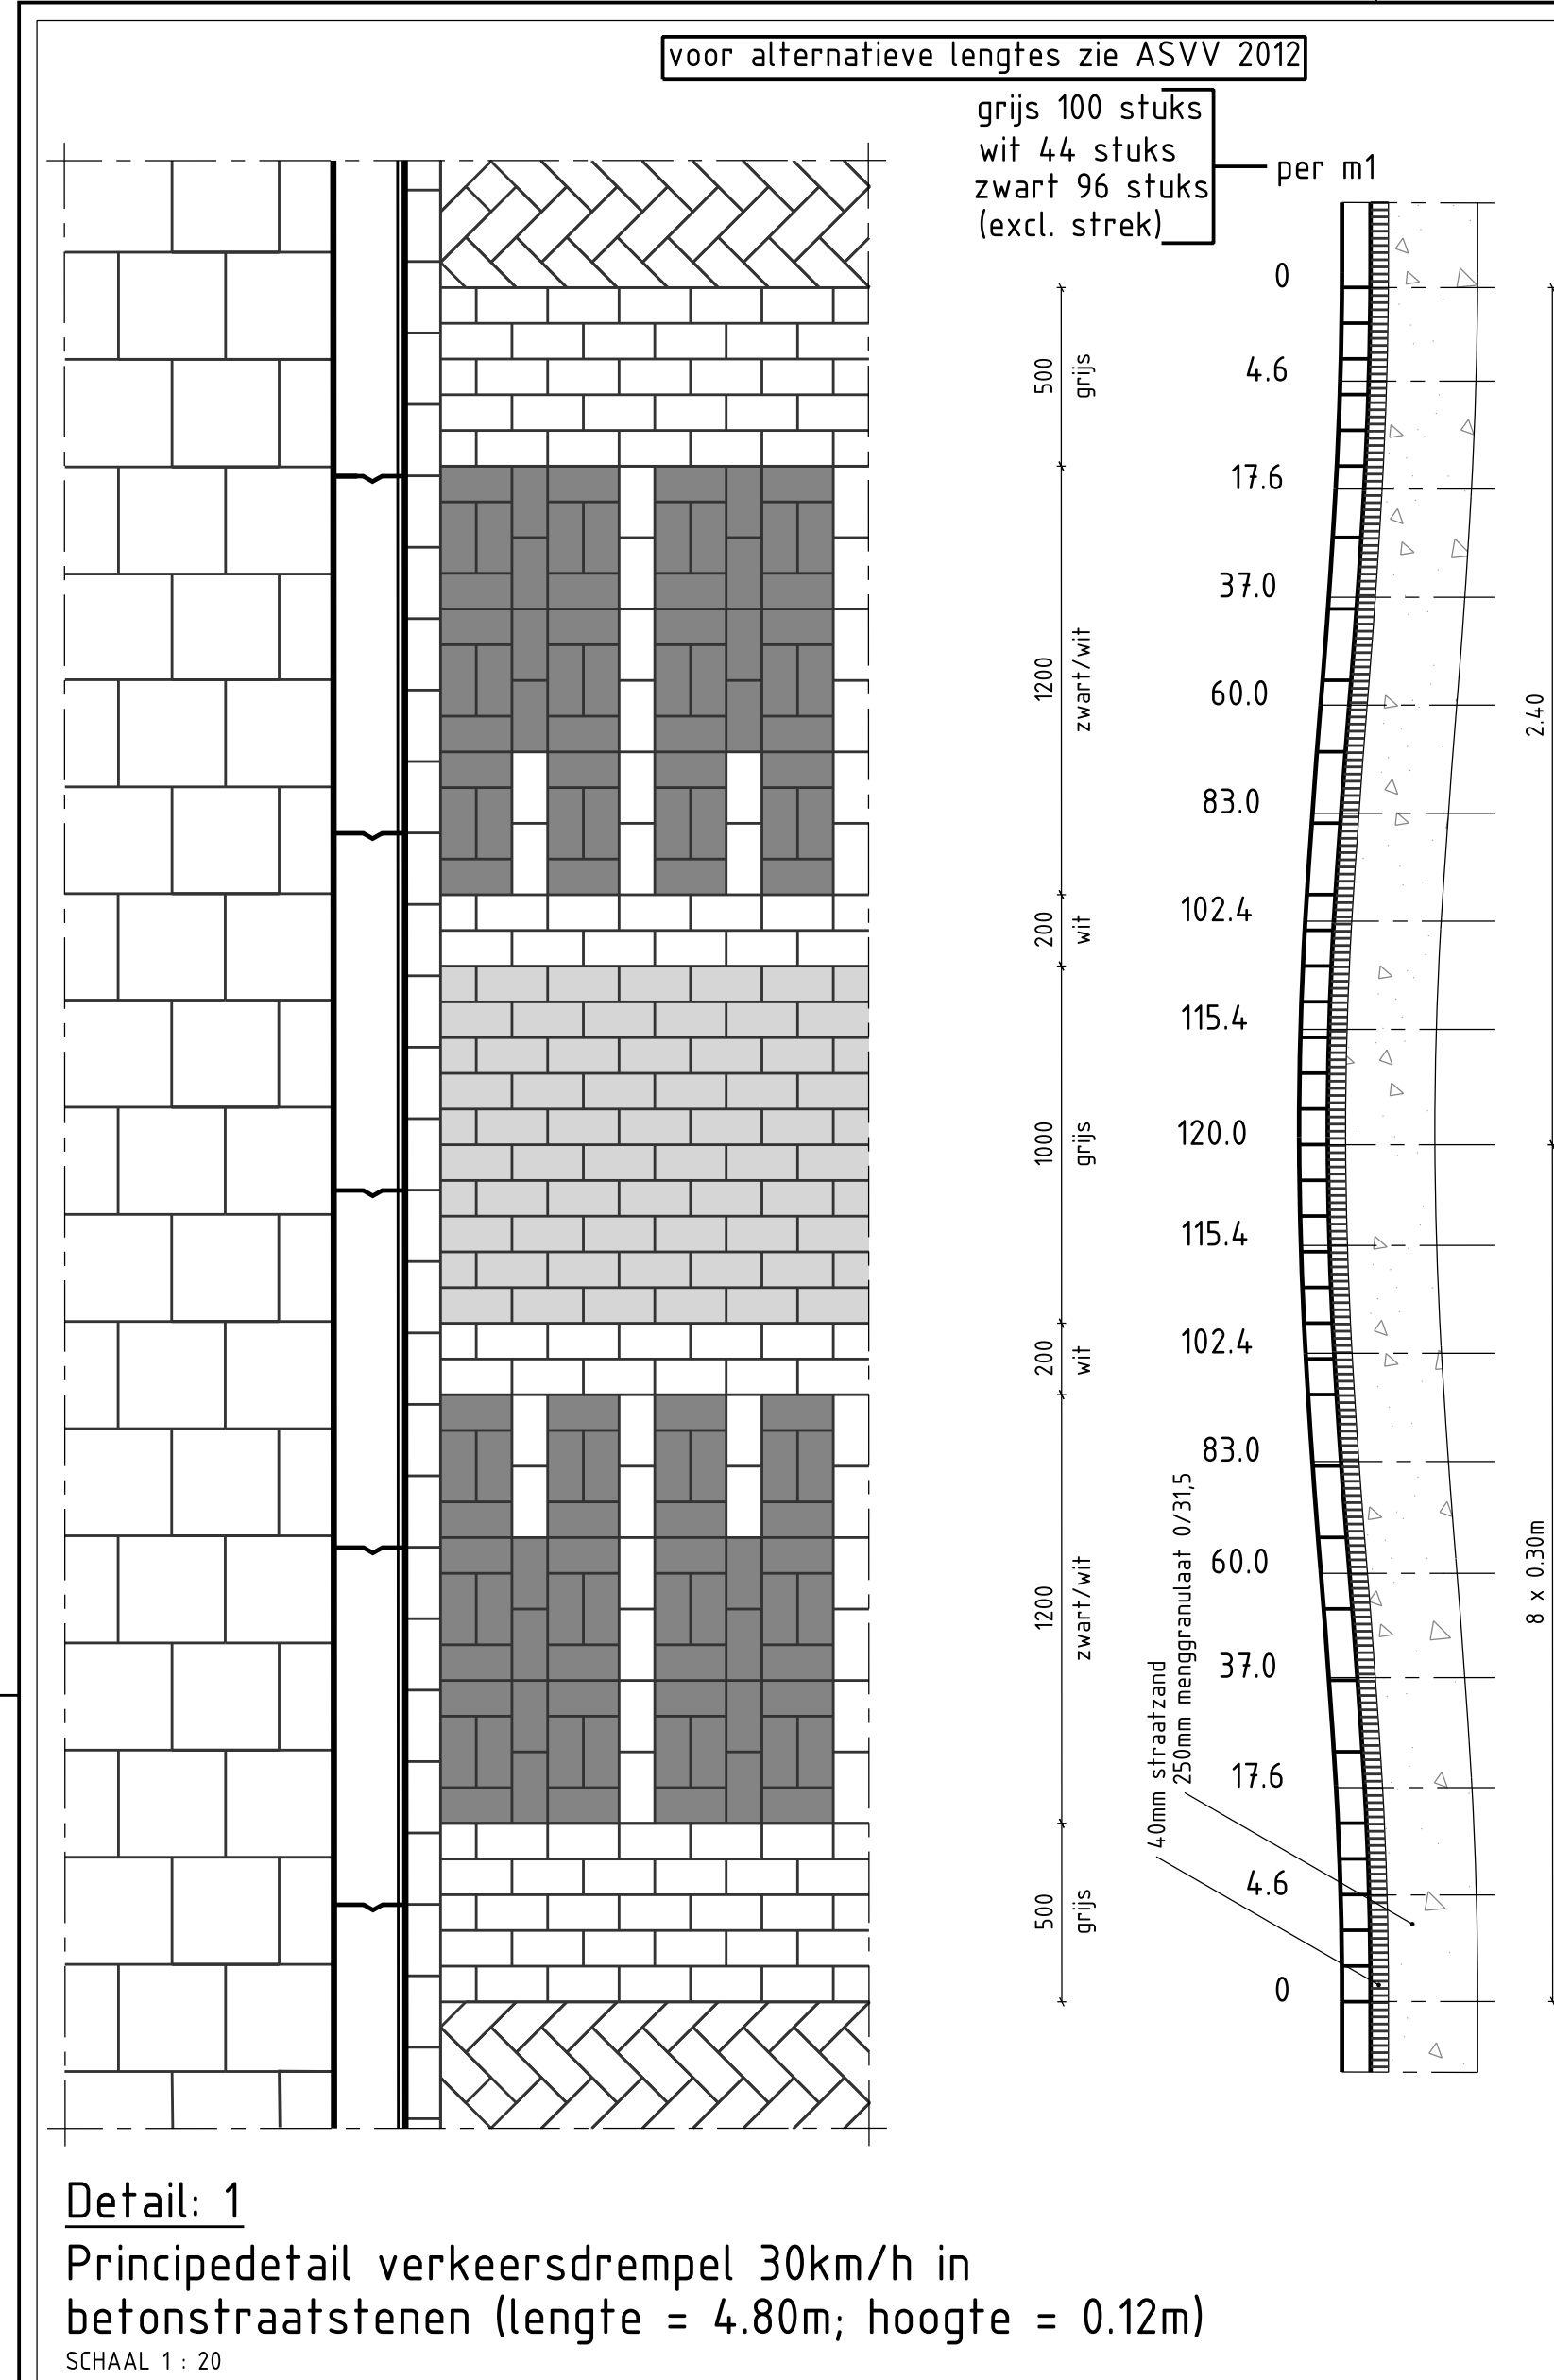 voor alternatieve lengtes zie ASVV 2012
grijs 100 stuks
wit 44 stuks
zwart 96 stuks
(excl. strek)
per m1
500
grijs
1200
zwart/wit
200
wit
1000
grijs
200
wit
1200
zwart/wit
500
grijs
0
4.6
17.6
37.0
60.0
83.0
102.4
115.4
120.0
115.4
102.4
83.0
60.0
37.0
17.6
4.6
0
40mm straatzand
250mm menggranulaat 0/31,5
2.40
8 x 0.30m
Detail: 1
Principedetail verkeersdrempel 30km/h in
betonstraatstenen (lengte = 4.80m; hoogte = 0.12m)
SCHAAL 1 : 20